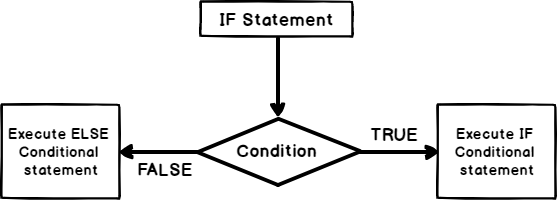 IF Statement
Execute ELSE
Conditional
statement
FALSE
Condition
TRUE
Execute IF
Conditional
statement